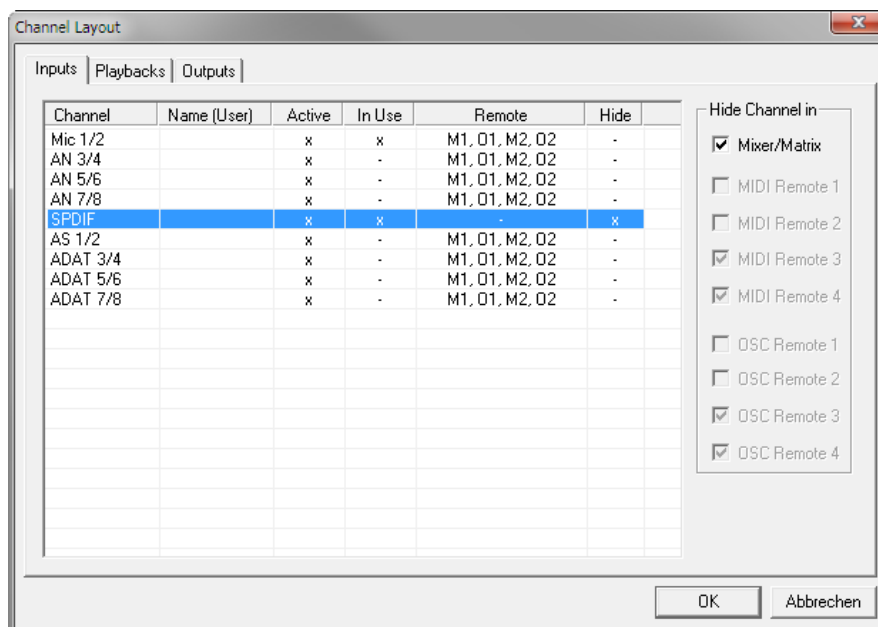 Channel Layout
Inputs Playbacks Outputs
Channel Name (User) Active In Use Remote Hide
Mic 1/2 x x M1, O1, M2, O2 -
AN 3/4 x - M1, O1, M2, O2 -
AN 5/6 x - M1, O1, M2, O2 -
AN 7/8 x - M1, O1, M2, O2 -
SPDIF x x - x
AS 1/2 x - M1, O1, M2, O2 -
ADAT 3/4 x - M1, O1, M2, O2 -
ADAT 5/6 x - M1, O1, M2, O2 -
ADAT 7/8 x - M1, O1, M2, O2 -
Hide Channel in
Mixer/Matrix
MIDI Remote 1
MIDI Remote 2
MIDI Remote 3
MIDI Remote 4
OSC Remote 1
OSC Remote 2
OSC Remote 3
OSC Remote 4
OK Abbrechen